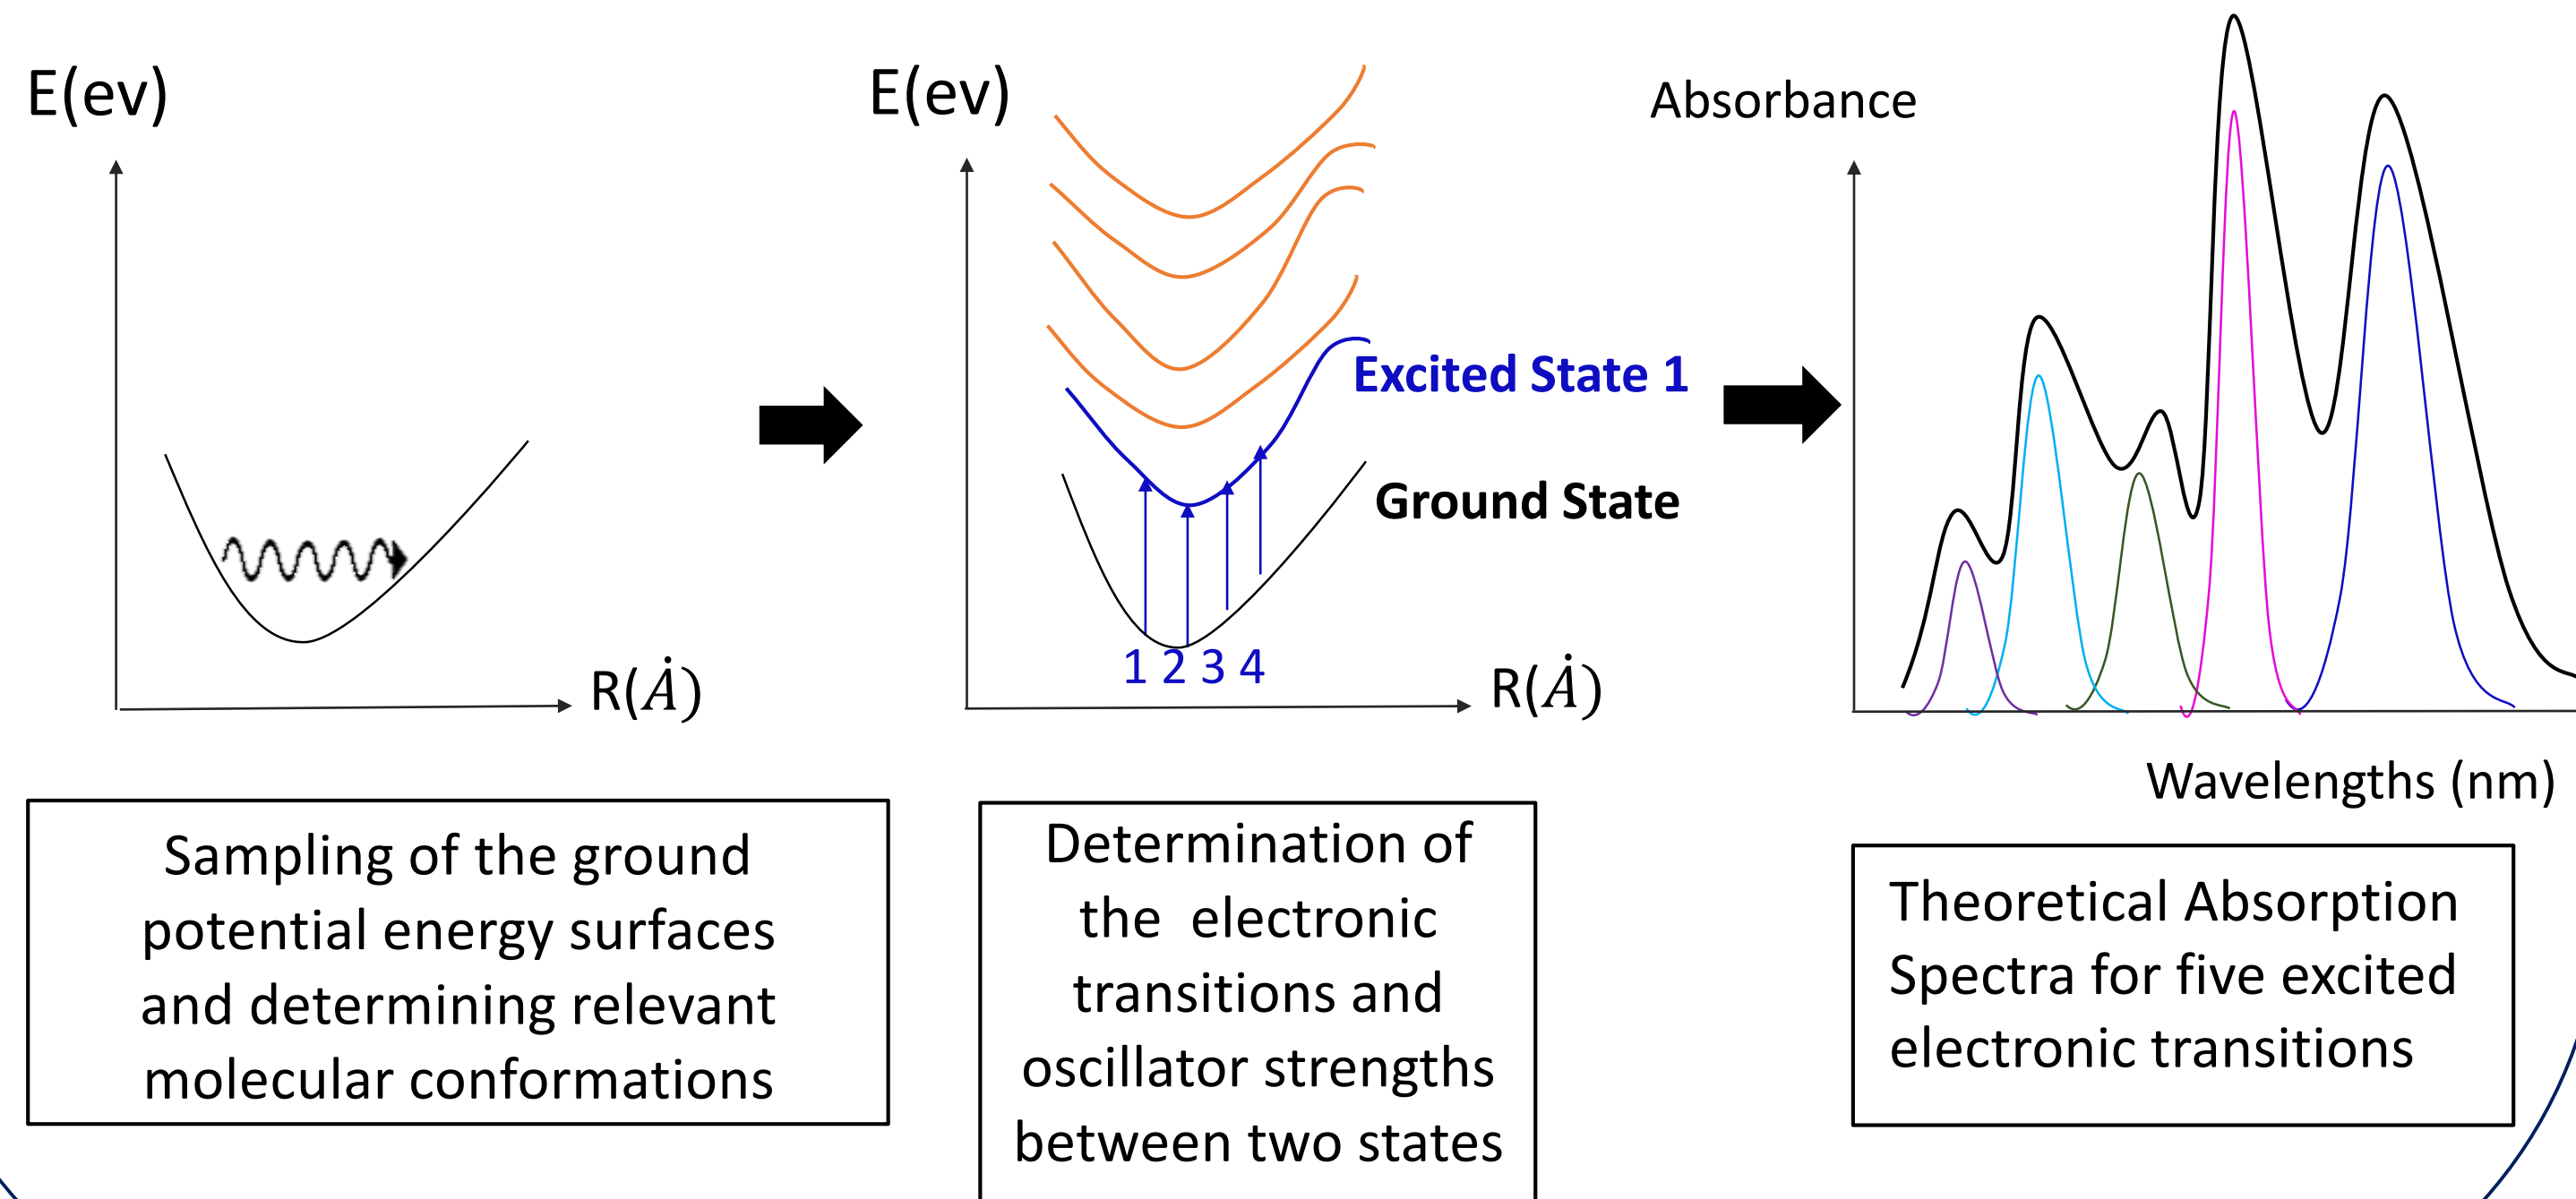 E(ev)
R(Ȧ)
Sampling of the ground
potential energy surfaces
and determining relevant
molecular conformations
E(ev)
Excited State 1
Ground State
1 2 3 4
R(Ȧ)
Determination of
the electronic
transitions and
oscillator strengths
between two states
Absorbance
Wavelengths (nm)
Theoretical Absorption
Spectra for five excited
electronic transitions